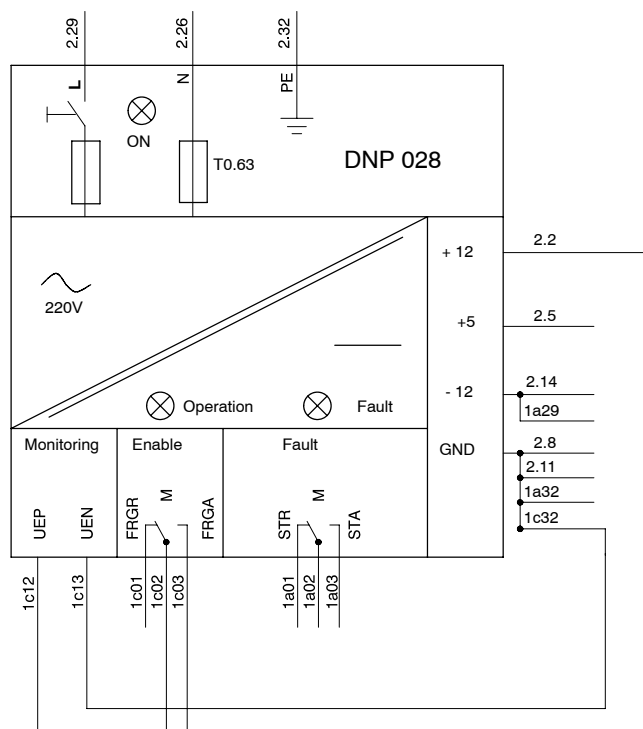 2.29
2.26
2.32
L
N
PE
ON
T0.63
DNP 028
220V
+ 12
2.2
+5
2.5
- 12
2.14
1a29
Operation
Fault
GND
2.8
2.11
1a32
1c32
Monitoring
Enable
Fault
UEP
UEN
FRGR
M
FRGA
STR
M
STA
1c12
1c13
1c01
1c02
1c03
1a01
1a02
1a03